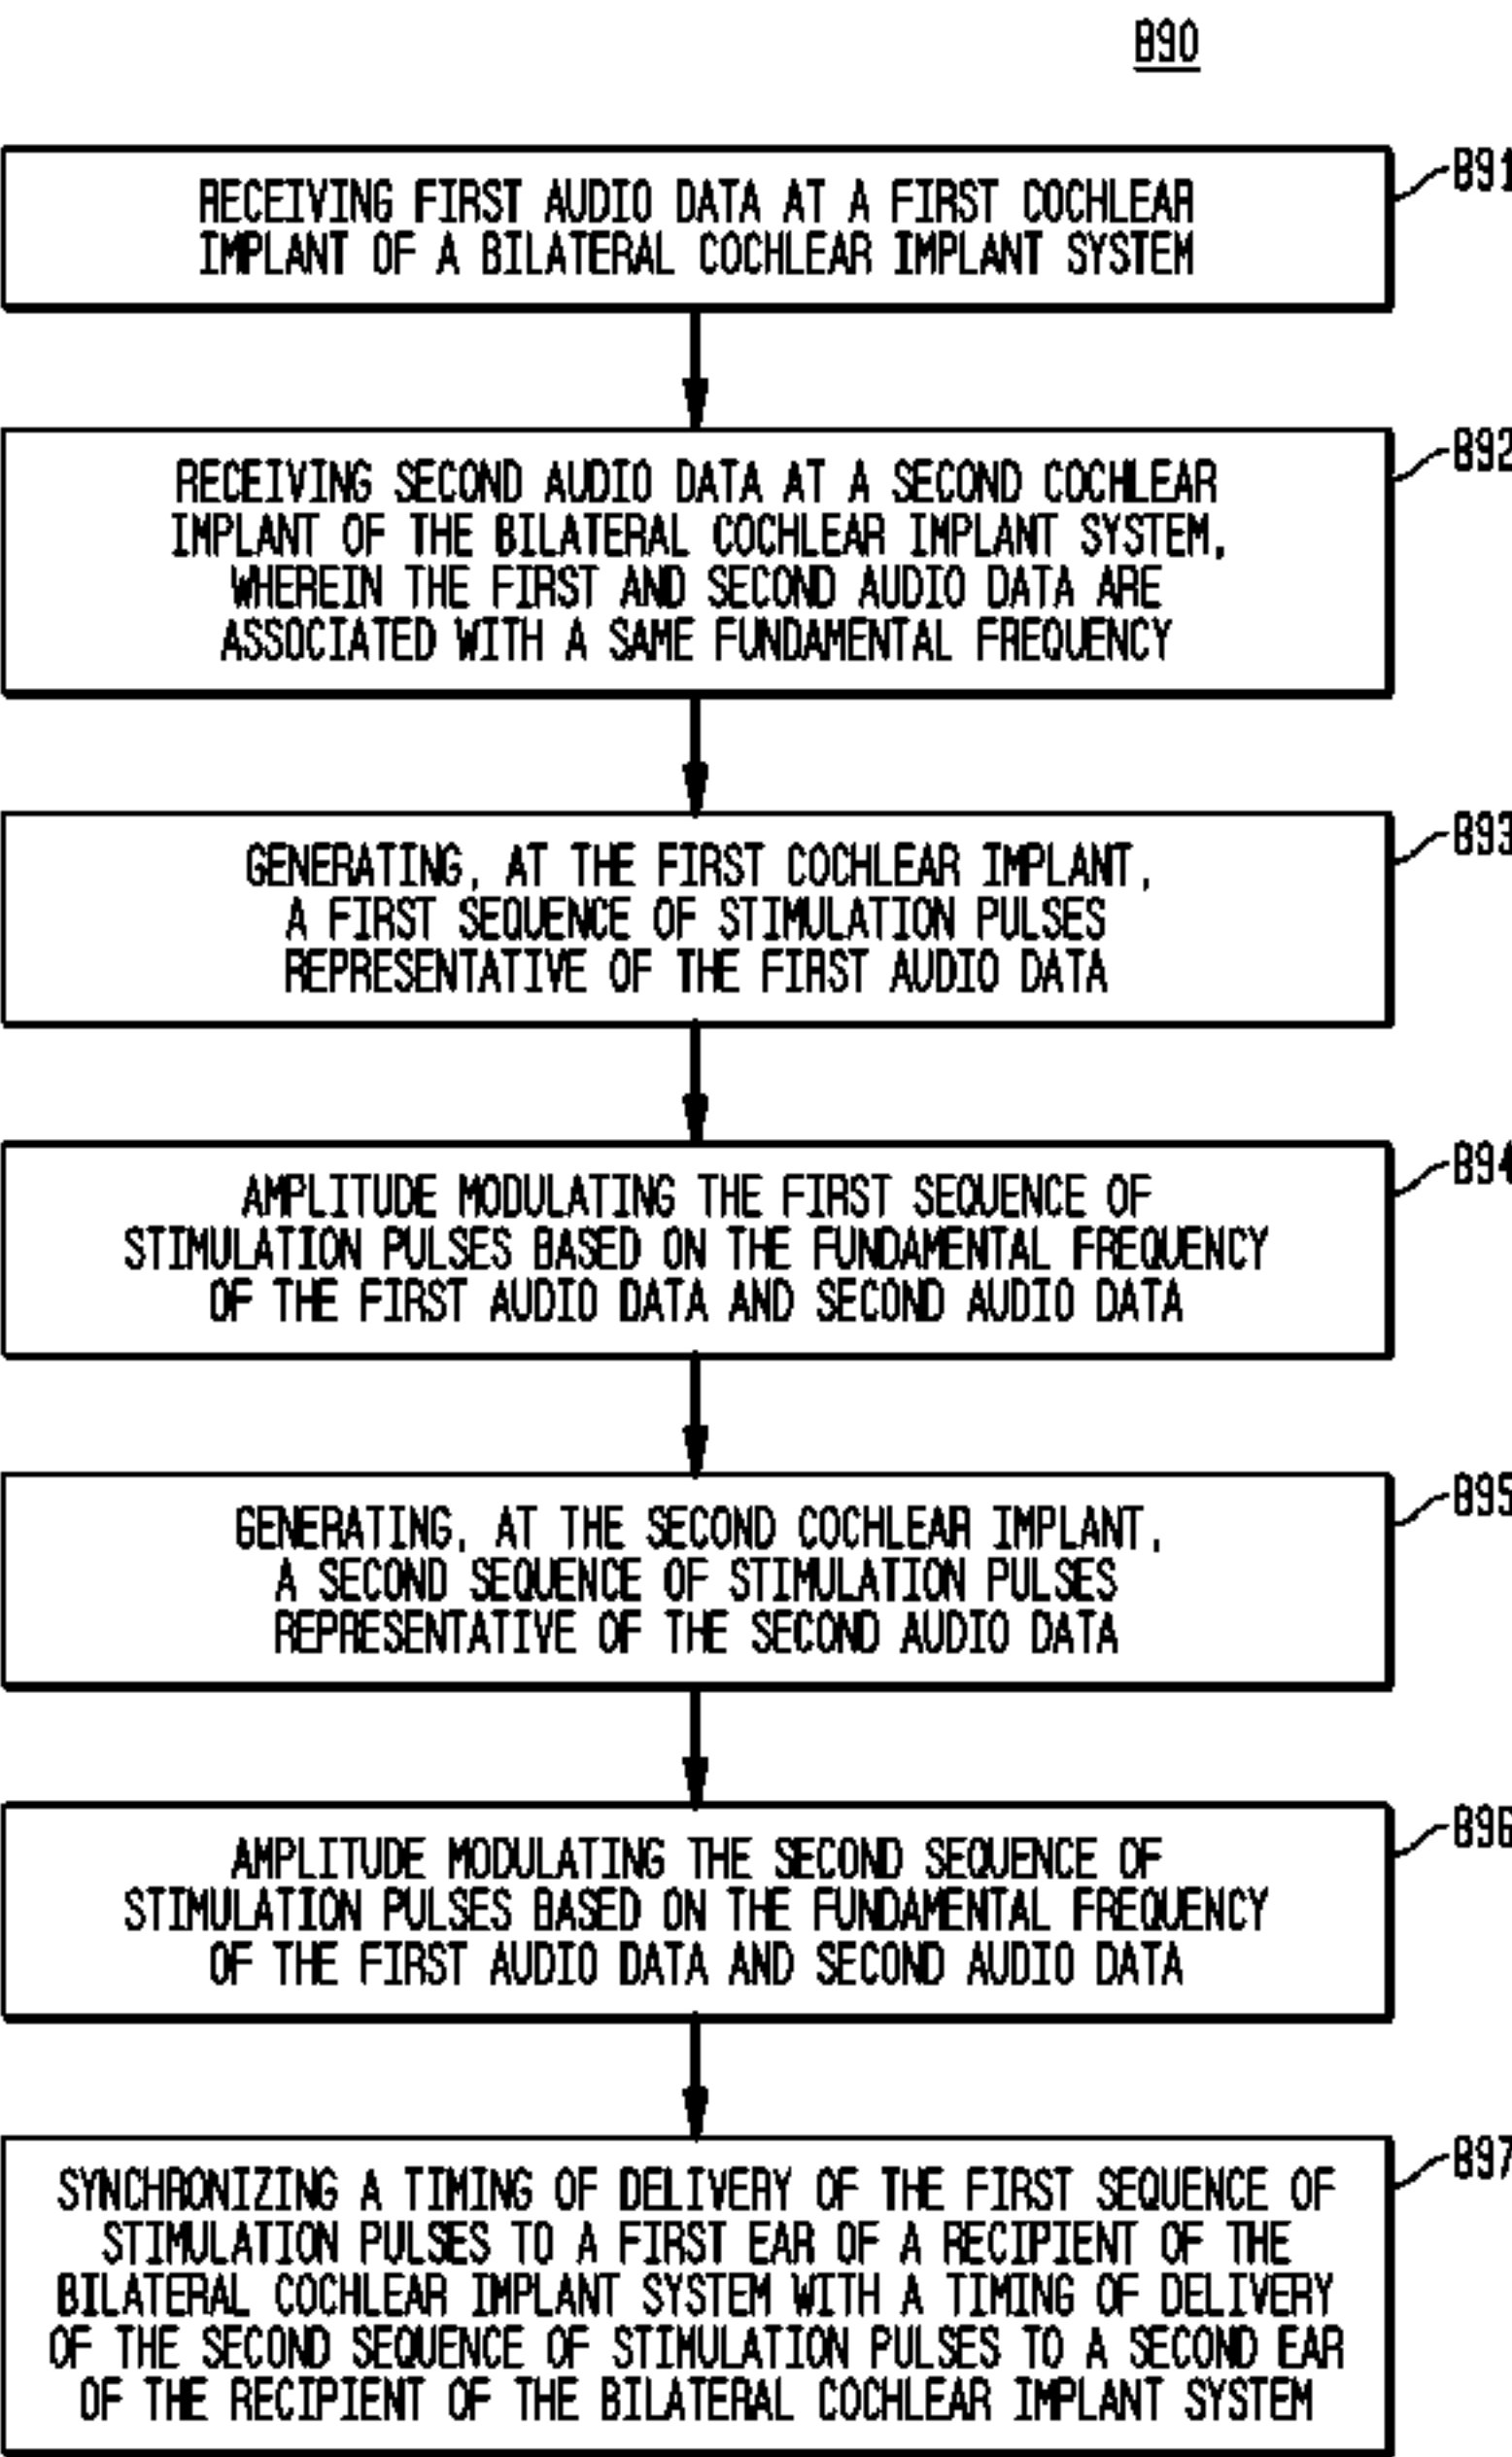 890
RECEIVING FIRST AUDIO DATA AT A FIRST COCHLEAR
IMPLANT OF A BILATERAL COCHLEAR IMPLANT SYSTEM
891
RECEIVING SECOND AUDIO DATA AT A SECOND COCHLEAR
IMPLANT OF THE BILATERAL COCHLEAR IMPLANT SYSTEM,
WHEREIN THE FIRST AND SECOND AUDIO DATA ARE
ASSOCIATED WITH A SAME FUNDAMENTAL FREQUENCY
892
GENERATING, AT THE FIRST COCHLEAR IMPLANT,
A FIRST SEQUENCE OF STIMULATION PULSES
REPRESENTATIVE OF THE FIRST AUDIO DATA
893
AMPLITUDE MODULATING THE FIRST SEQUENCE OF
STIMULATION PULSES BASED ON THE FUNDAMENTAL FREQUENCY
OF THE FIRST AUDIO DATA AND SECOND AUDIO DATA
894
GENERATING, AT THE SECOND COCHLEAR IMPLANT,
A SECOND SEQUENCE OF STIMULATION PULSES
REPRESENTATIVE OF THE SECOND AUDIO DATA
895
AMPLITUDE MODULATING THE SECOND SEQUENCE OF
STIMULATION PULSES BASED ON THE FUNDAMENTAL FREQUENCY
OF THE FIRST AUDIO DATA AND SECOND AUDIO DATA
896
SYNCHRONIZING A TIMING OF DELIVERY OF THE FIRST SEQUENCE OF
STIMULATION PULSES TO A FIRST EAR OF A RECIPIENT OF THE
BILATERAL COCHLEAR IMPLANT SYSTEM WITH A TIMING OF DELIVERY
OF THE SECOND SEQUENCE OF STIMULATION PULSES TO A SECOND EAR
OF THE RECIPIENT OF THE BILATERAL COCHLEAR IMPLANT SYSTEM
897